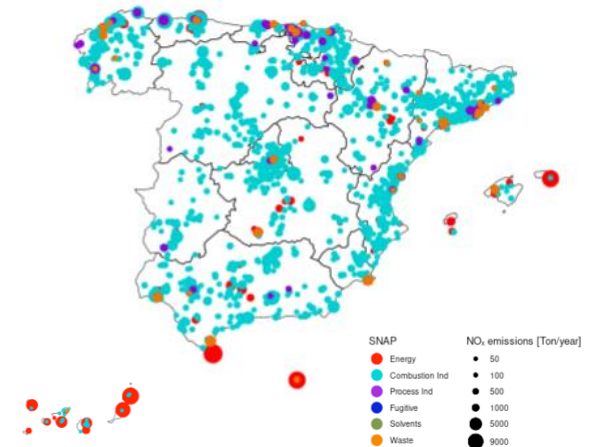 SNAP
Energy
Combustion Ind
Process Ind
Fugitive
Solvents
Waste
NOₓ emissions [Ton/year]
50
100
500
1000
5000
9000